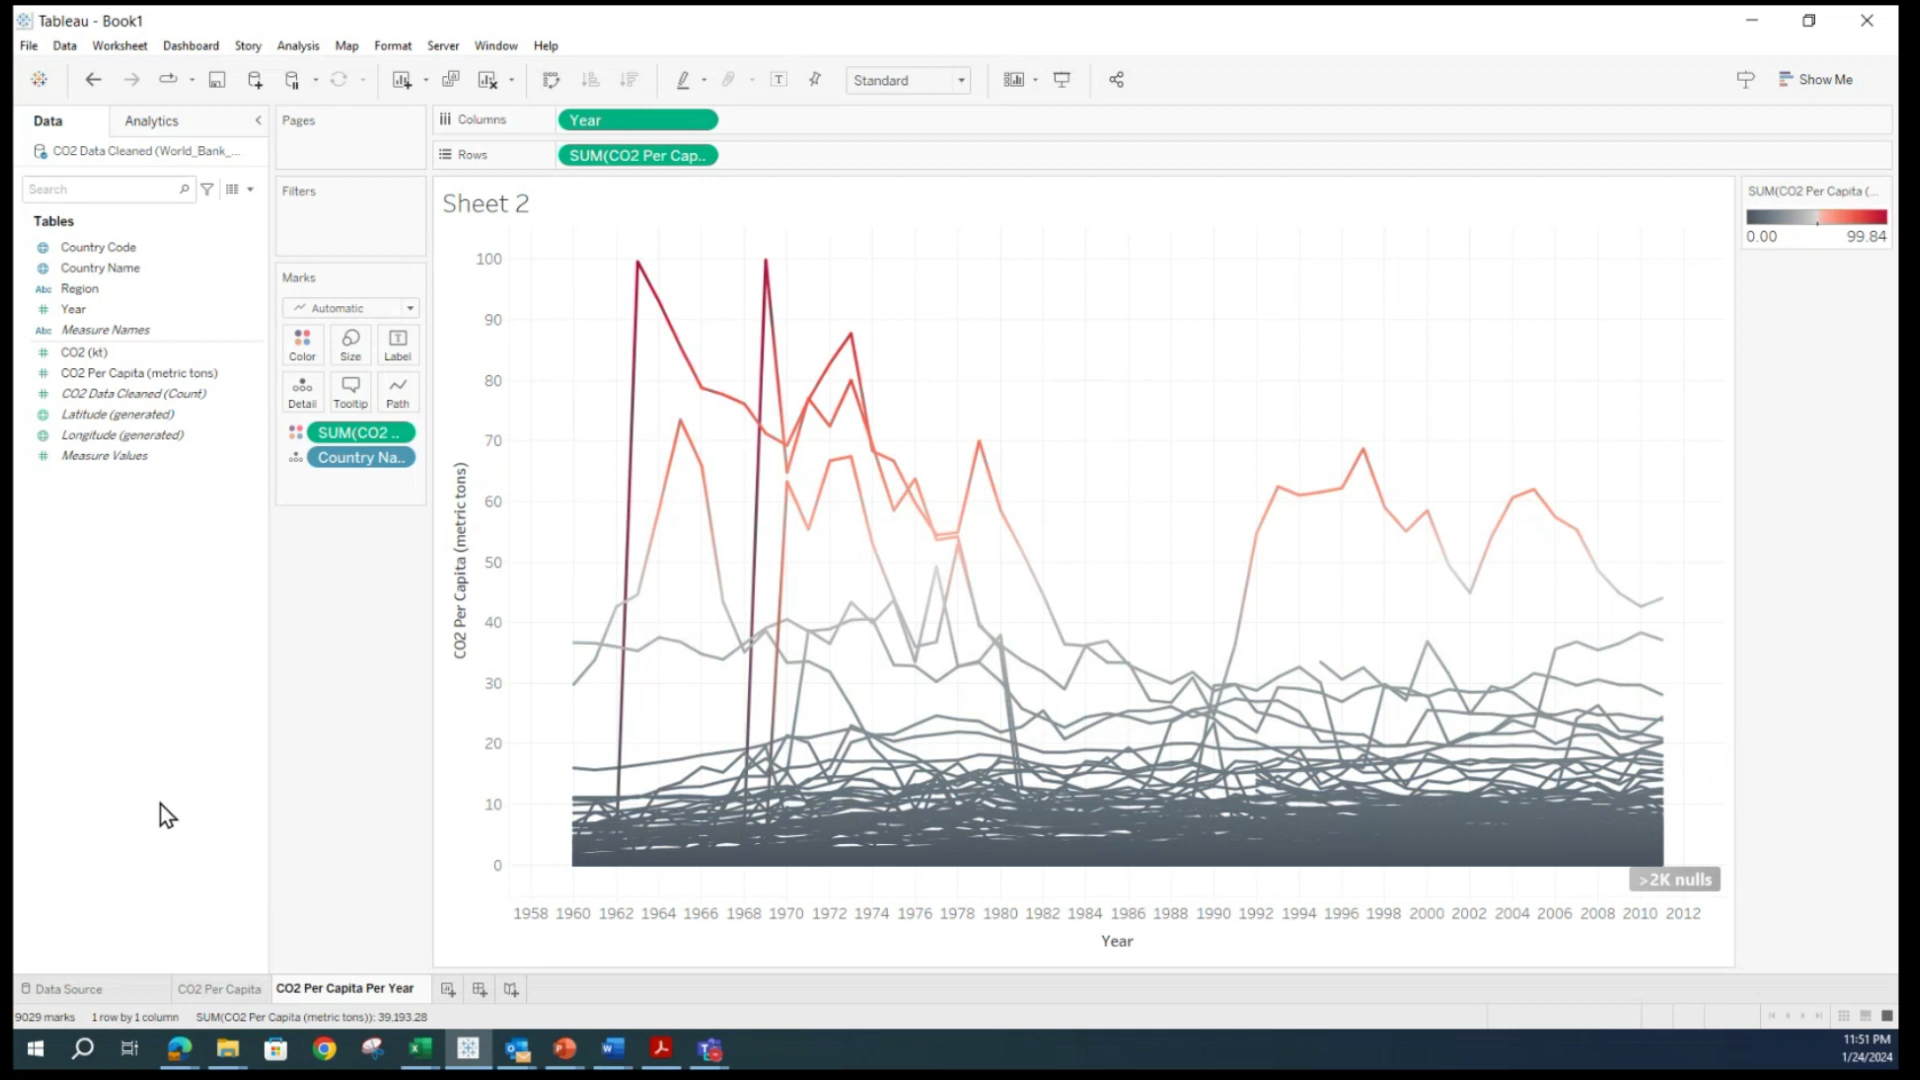 Tableau - Book1
File Data Worksheet Dashboard Story Analysis Map Format Server Window Help
Standard
Show Me
Data Analytics
CO2 Data Cleaned (World_Bank_...
Search
Tables
Country Code
Country Name
Abc Region
Year
Abc Measure Names
CO2 (kt)
CO2 Per Capita (metric tons)
CO2 Data Cleaned (Count)
Latitude (generated)
Longitude (generated)
Measure Values
Pages
Filters
Marks
Automatic
Color Size Label
Detail Tooltip Path
SUM(CO2 ..
Country Na..
Columns Year
Rows SUM(CO2 Per Cap..
Sheet 2
CO2 Per Capita (metric tons)
100
90
80
70
60
50
40
30
20
10
0
>2K nulls
1958 1960 1962 1964 1966 1968 1970 1972 1974 1976 1978 1980 1982 1984 1986 1988 1990 1992 1994 1996 1998 2000 2002 2004 2006 2008 2010 2012
Year
SUM(CO2 Per Capita (...
0.00 99.84
Data Source CO2 Per Capita CO2 Per Capita Per Year
9029 marks 1 row by 1 column SUM(CO2 Per Capita (metric tons)): 39,193.28
11:51 PM
1/24/2024